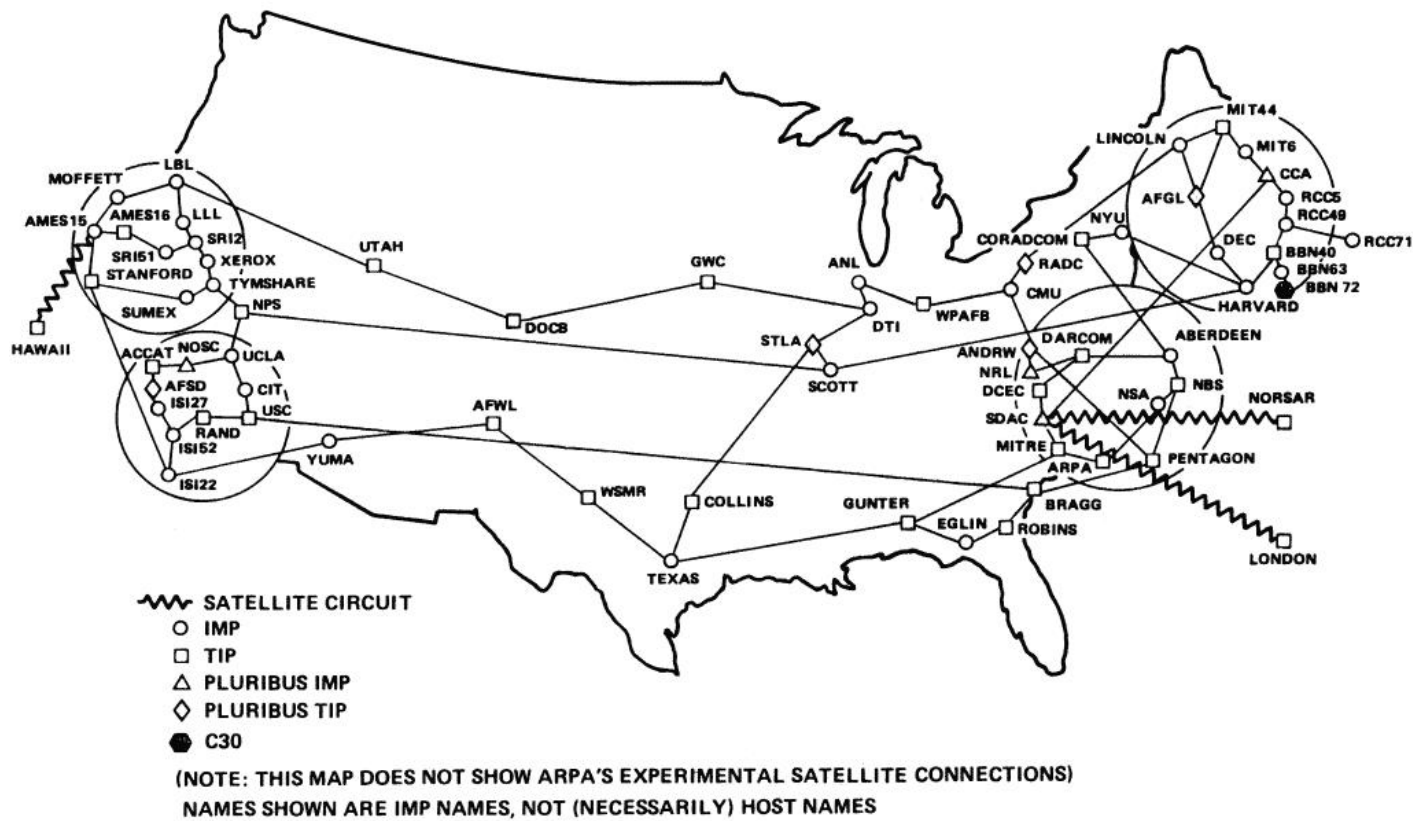 MIT44
LINCOLN
MIT6
CCA
LBL
MOFFETT
AMES16
AMES15
LLL
SRI2
SRI51
XEROX
STANFORD
TYMSHARE
SUMEX
NPS
HAWAII
UTAH
DOCB
GWC
ANL
DTI
STLA
SCOTT
WPAFB
CORADCOM
NYU
RADC
CMU
AFGL
DEC
RCC5
RCC49
RCC71
BBN40
BBN63
BBN 72
HARVARD
ACCAT
NOSC
UCLA
AFSD
CIT
ISI27
RAND
USC
ISI52
ISI22
YUMA
AFWL
WSMR
COLLINS
TEXAS
GUNTER
EGLIN
ROBINS
BRAGG
ANDRW
DARCOM
ABERDEEN
NRL
DCEC
NSA
NBS
SDAC
NORSAR
MITRE
ARPA
PENTAGON
LONDON
SATELLITE CIRCUIT
IMP
TIP
PLURIBUS IMP
PLURIBUS TIP
C30
(NOTE: THIS MAP DOES NOT SHOW ARPA'S EXPERIMENTAL SATELLITE CONNECTIONS)
NAMES SHOWN ARE IMP NAMES, NOT (NECESSARILY) HOST NAMES